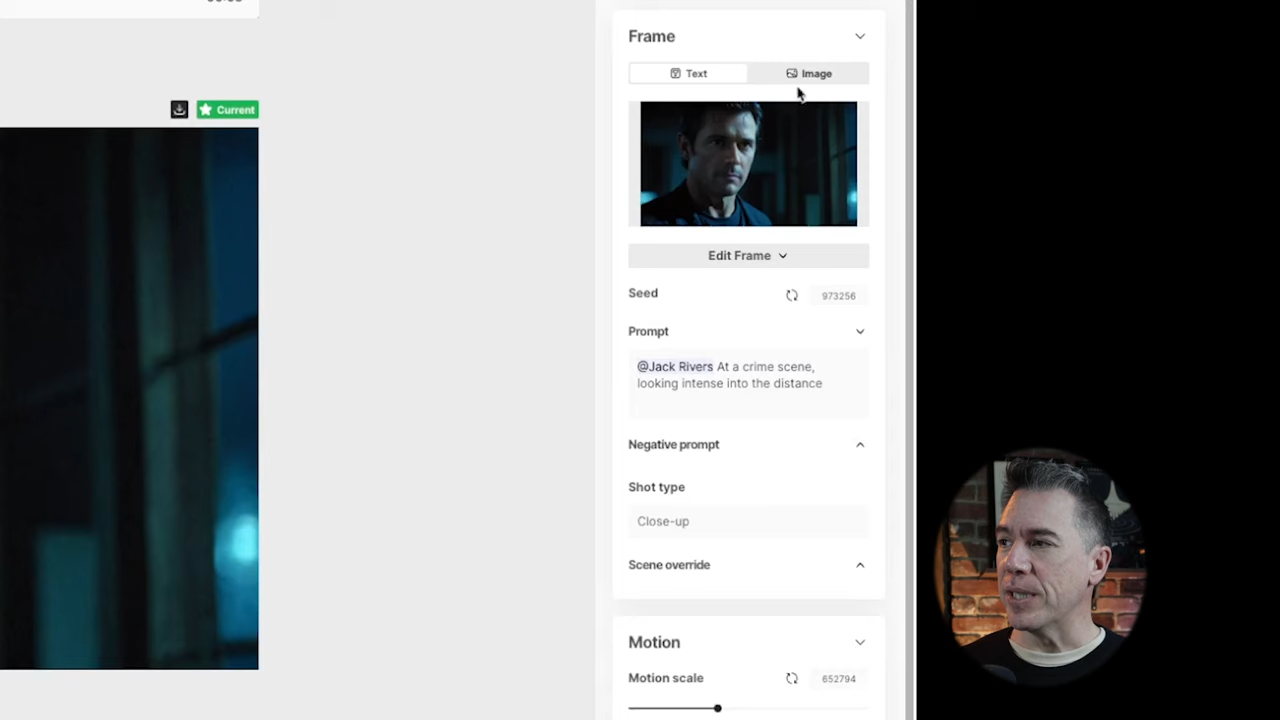 Frame
Text
Image
Current
Edit Frame
Seed
973256
Prompt
@Jack Rivers At a crime scene,
looking intense into the distance
Negative prompt
Shot type
Close-up
Scene override
Motion
Motion scale
652794